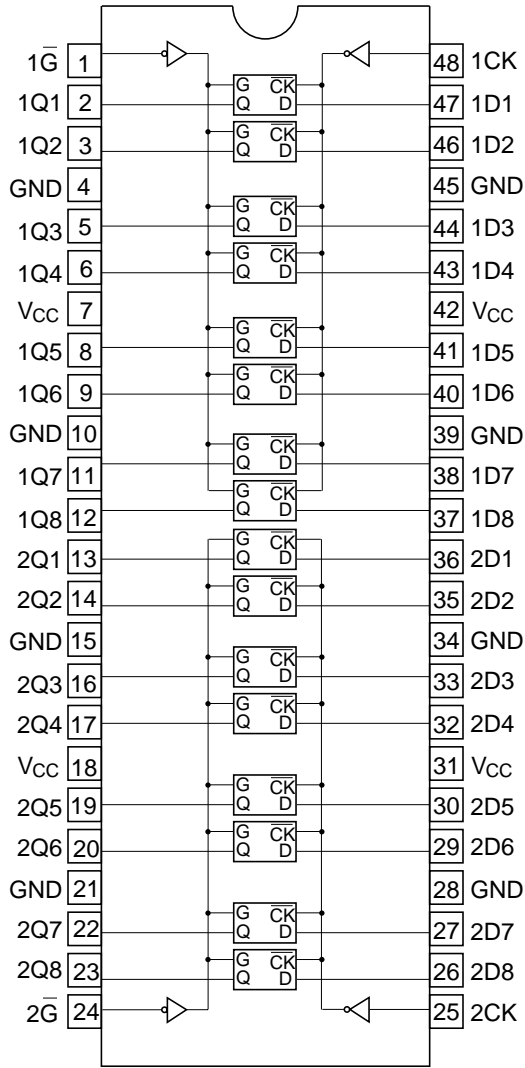 1G̅ 1 48 1CK
G C̅K̅
1Q1 2 Q D 47 1D1
G C̅K̅
1Q2 3 Q D 46 1D2
GND 4 45 GND
G C̅K̅
1Q3 5 Q D 44 1D3
G C̅K̅
1Q4 6 Q D 43 1D4
VCC 7 42 VCC
G C̅K̅
1Q5 8 Q D 41 1D5
G C̅K̅
1Q6 9 Q D 40 1D6
GND 10 39 GND
G C̅K̅
1Q7 11 Q D 38 1D7
G C̅K̅
1Q8 12 Q D 37 1D8
G C̅K̅
2Q1 13 Q D 36 2D1
G C̅K̅
2Q2 14 Q D 35 2D2
GND 15 34 GND
G C̅K̅
2Q3 16 Q D 33 2D3
G C̅K̅
2Q4 17 Q D 32 2D4
VCC 18 31 VCC
G C̅K̅
2Q5 19 Q D 30 2D5
G C̅K̅
2Q6 20 Q D 29 2D6
GND 21 28 GND
G C̅K̅
2Q7 22 Q D 27 2D7
G C̅K̅
2Q8 23 Q D 26 2D8
2G̅ 24 25 2CK